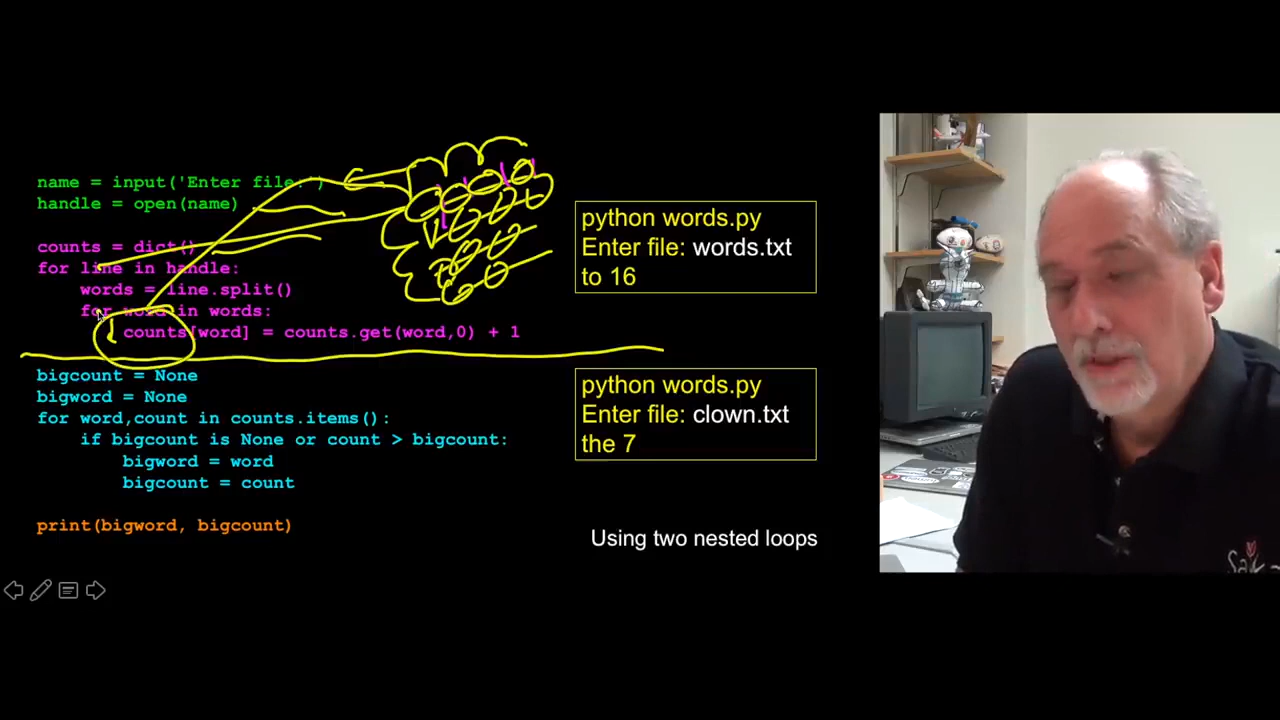 name = input('Enter file:')
handle = open(name)
counts = dict()
for line in handle:
words = line.split()
for word in words:
counts[word] = counts.get(word,0) + 1
bigcount = None
bigword = None
for word,count in counts.items():
if bigcount is None or count > bigcount:
bigword = word
bigcount = count
print(bigword, bigcount)
python words.py
Enter file: words.txt
to 16
python words.py
Enter file: clown.txt
the 7
Using two nested loops